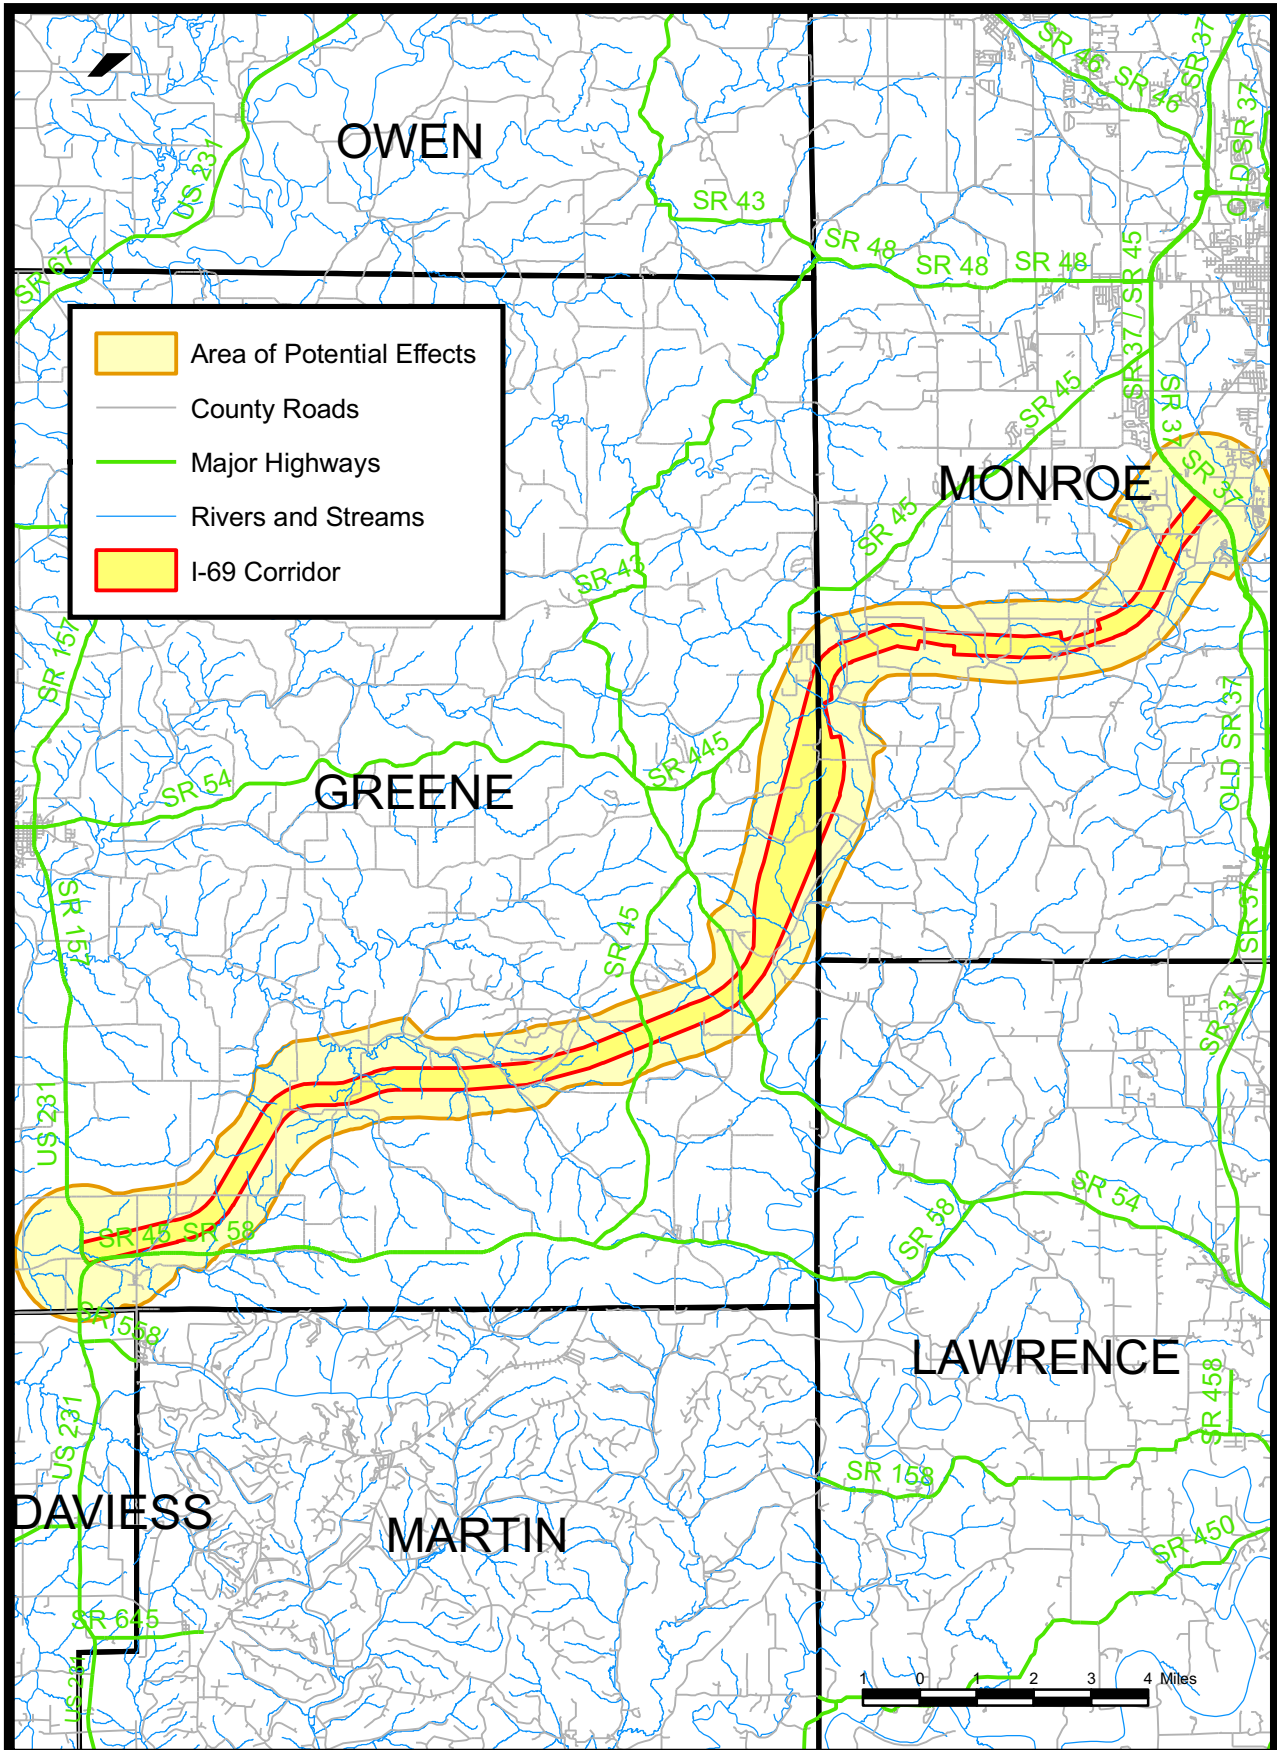 SR 46
SR 46
SR 37
OLD SR 37
OWEN
US 231
SR 43
SR 67
SR 48
SR 48
SR 48
SR 37 / SR 45
Area of Potential Effects
County Roads
Major Highways
Rivers and Streams
I-69 Corridor
SR 45
SR 37
SR 37
MONROE
SR 45
SR 43
SR 157
OLD SR 37
SR 445
SR 54
GREENE
SR 157
SR 45
SR 37
SR 37
US 231
SR 54
SR 58
SR 45
SR 58
SR 558
LAWRENCE
SR 458
US 231
SR 158
DAVIESS
MARTIN
SR 450
SR 645
US 231
1 0 1 2 3 4 Miles